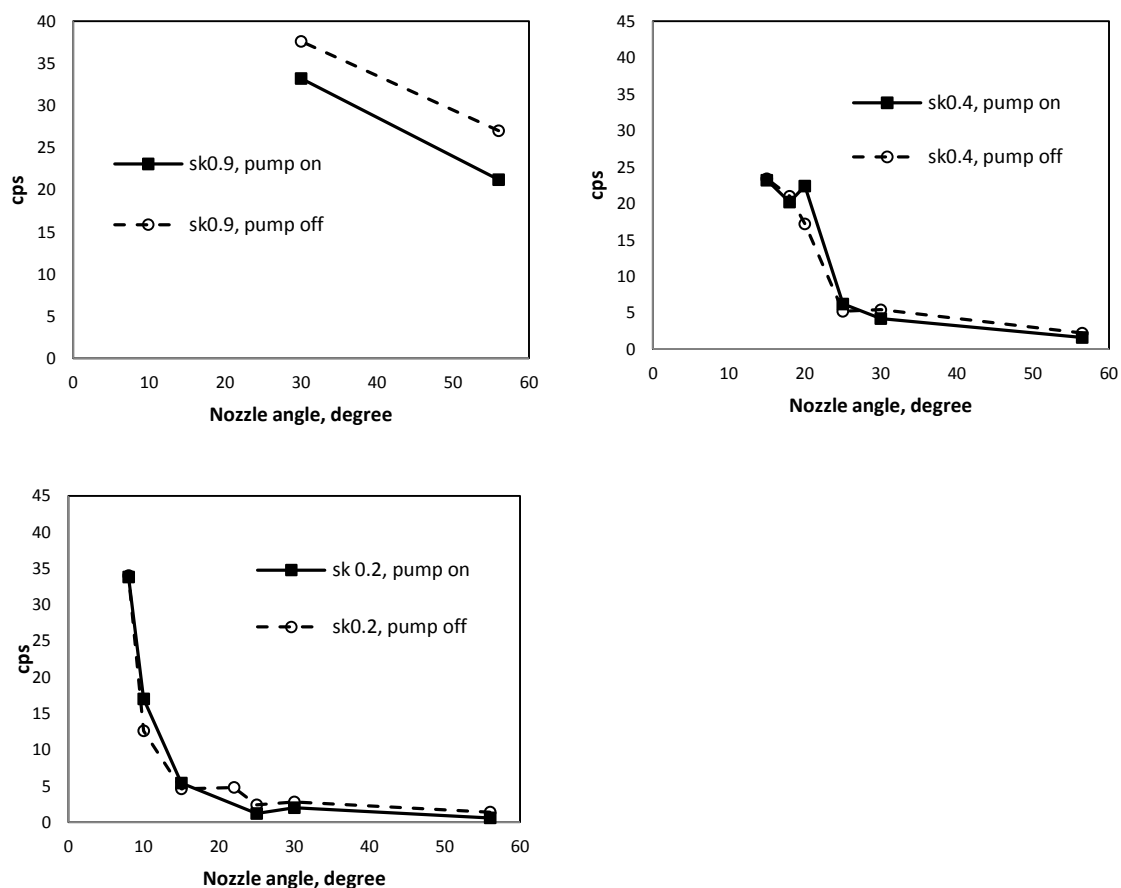 40
35
30
25
20
15
10
5
0
cps
sk0.9, pump on
sk0.9, pump off
0 10 20 30 40 50 60
Nozzle angle, degree
45
40
35
30
25
20
15
10
5
0
cps
sk0.4, pump on
sk0.4, pump off
0 10 20 30 40 50 60
Nozzle angle, degree
45
40
35
30
25
20
15
10
5
0
cps
sk 0.2, pump on
sk0.2, pump off
0 10 20 30 40 50 60
Nozzle angle, degree